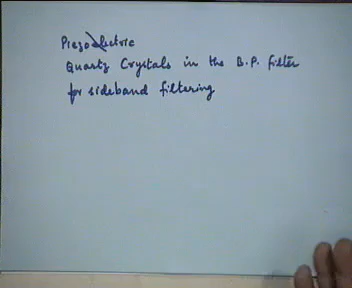 Piezoelectric
Quartz Crystals in the B.P. filter
for sideband filtering